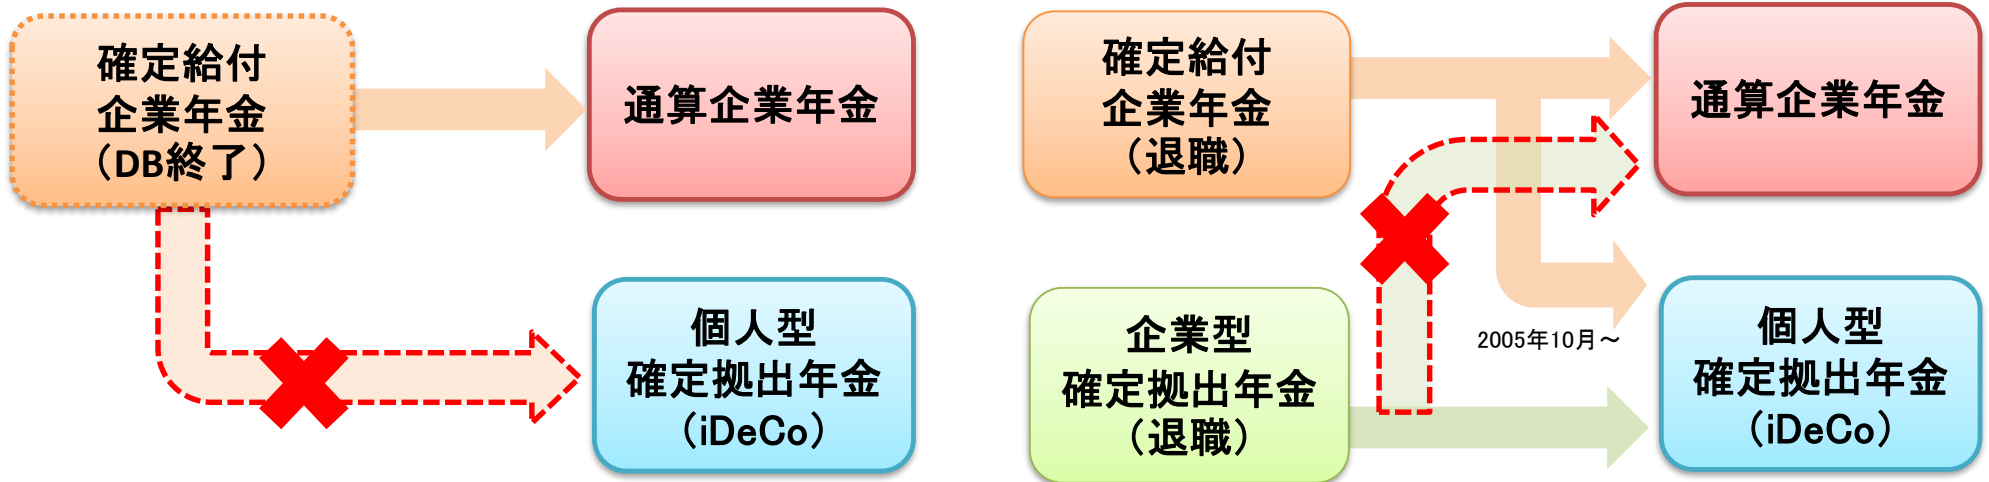 確定給付
企業年金
（DB終了）
通算企業年金
個人型
確定拠出年金
（iDeCo）
確定給付
企業年金
（退職）
通算企業年金
企業型
確定拠出年金
（退職）
2005年10月～
個人型
確定拠出年金
（iDeCo）